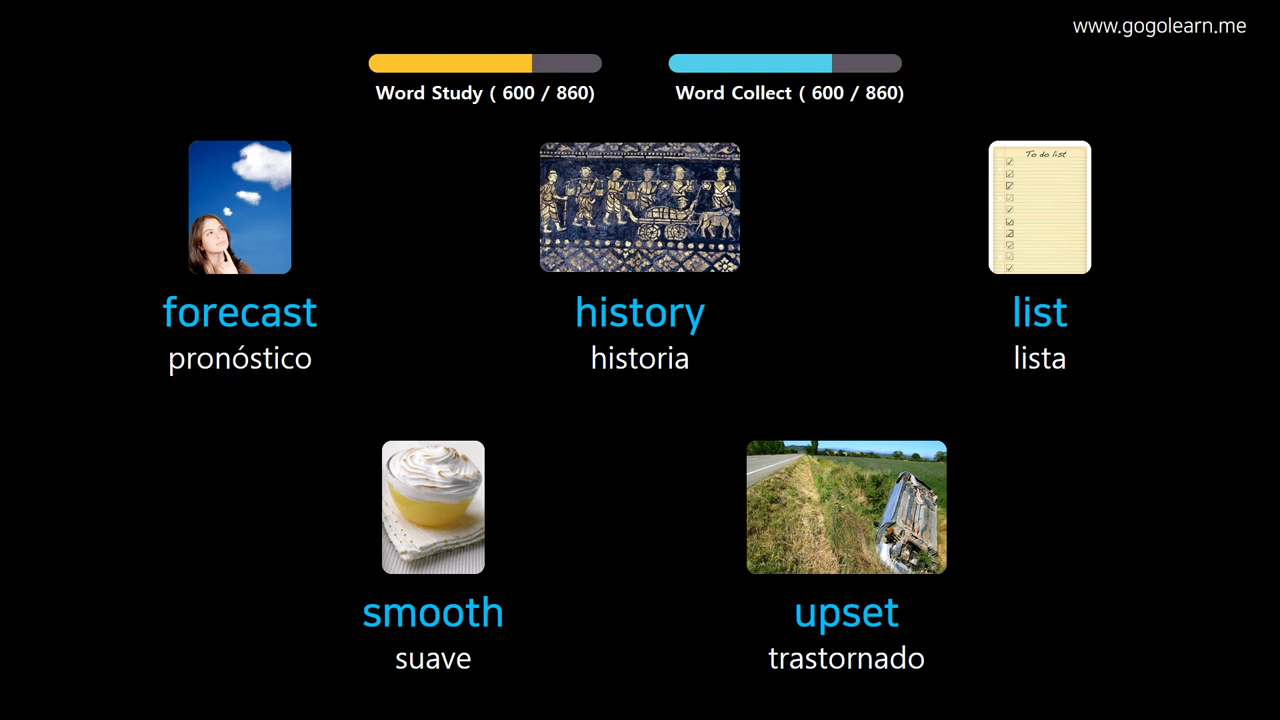 www.gogolearn.me
Word Study ( 600 / 860)
Word Collect ( 600 / 860)
To do list
forecast
pronóstico
history
historia
list
lista
smooth
suave
upset
trastornado